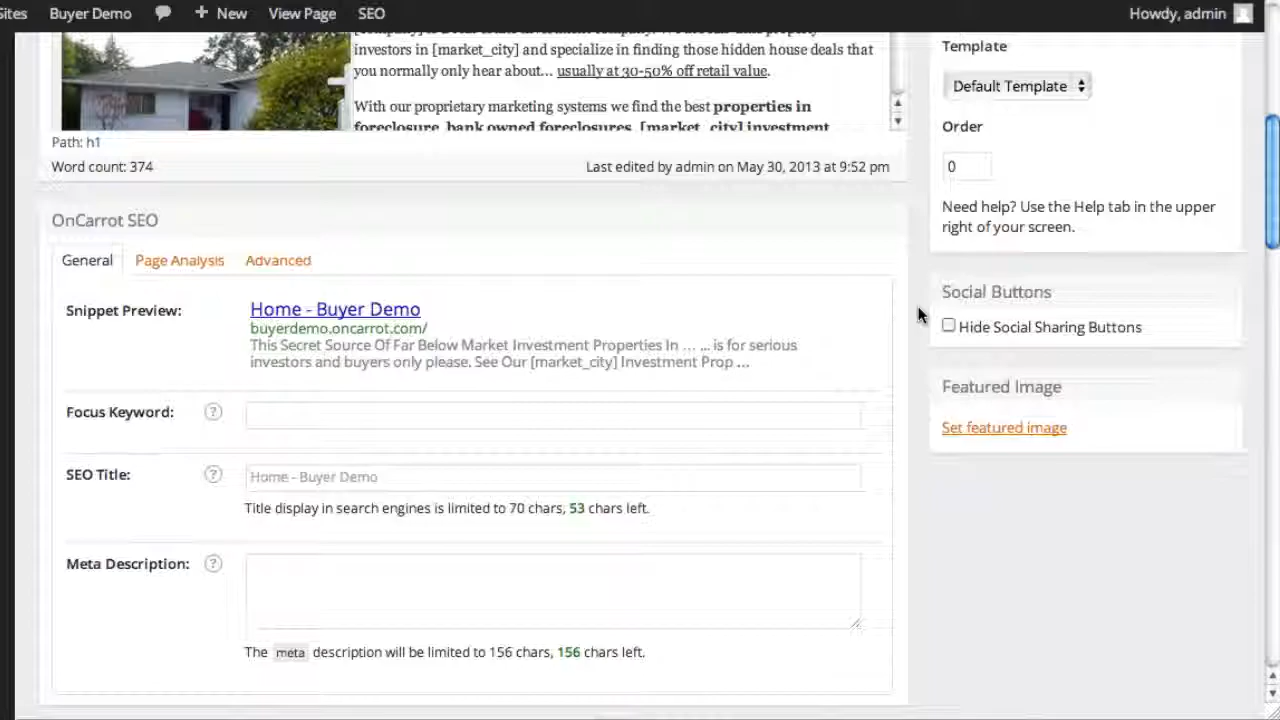 Sites Buyer Demo New View Page SEO Howdy, admin
investors in [market_city] and specialize in finding those hidden house deals that
you normally only hear about... usually at 30-50% off retail value.
With our proprietary marketing systems we find the best properties in
foreclosure, bank owned foreclosures, [market_city] investment
Path: h1
Word count: 374 Last edited by admin on May 30, 2013 at 9:52 pm
Template
Default Template
Order
0
Need help? Use the Help tab in the upper
right of your screen.
OnCarrot SEO
General Page Analysis Advanced
Snippet Preview:
Home - Buyer Demo
buyerdemo.oncarrot.com/
This Secret Source Of Far Below Market Investment Properties In ... ... is for serious
investors and buyers only please. See Our [market_city] Investment Prop ...
Focus Keyword: ?
SEO Title: ? Home - Buyer Demo
Title display in search engines is limited to 70 chars, 53 chars left.
Meta Description: ?
The meta description will be limited to 156 chars, 156 chars left.
Social Buttons
Hide Social Sharing Buttons
Featured Image
Set featured image